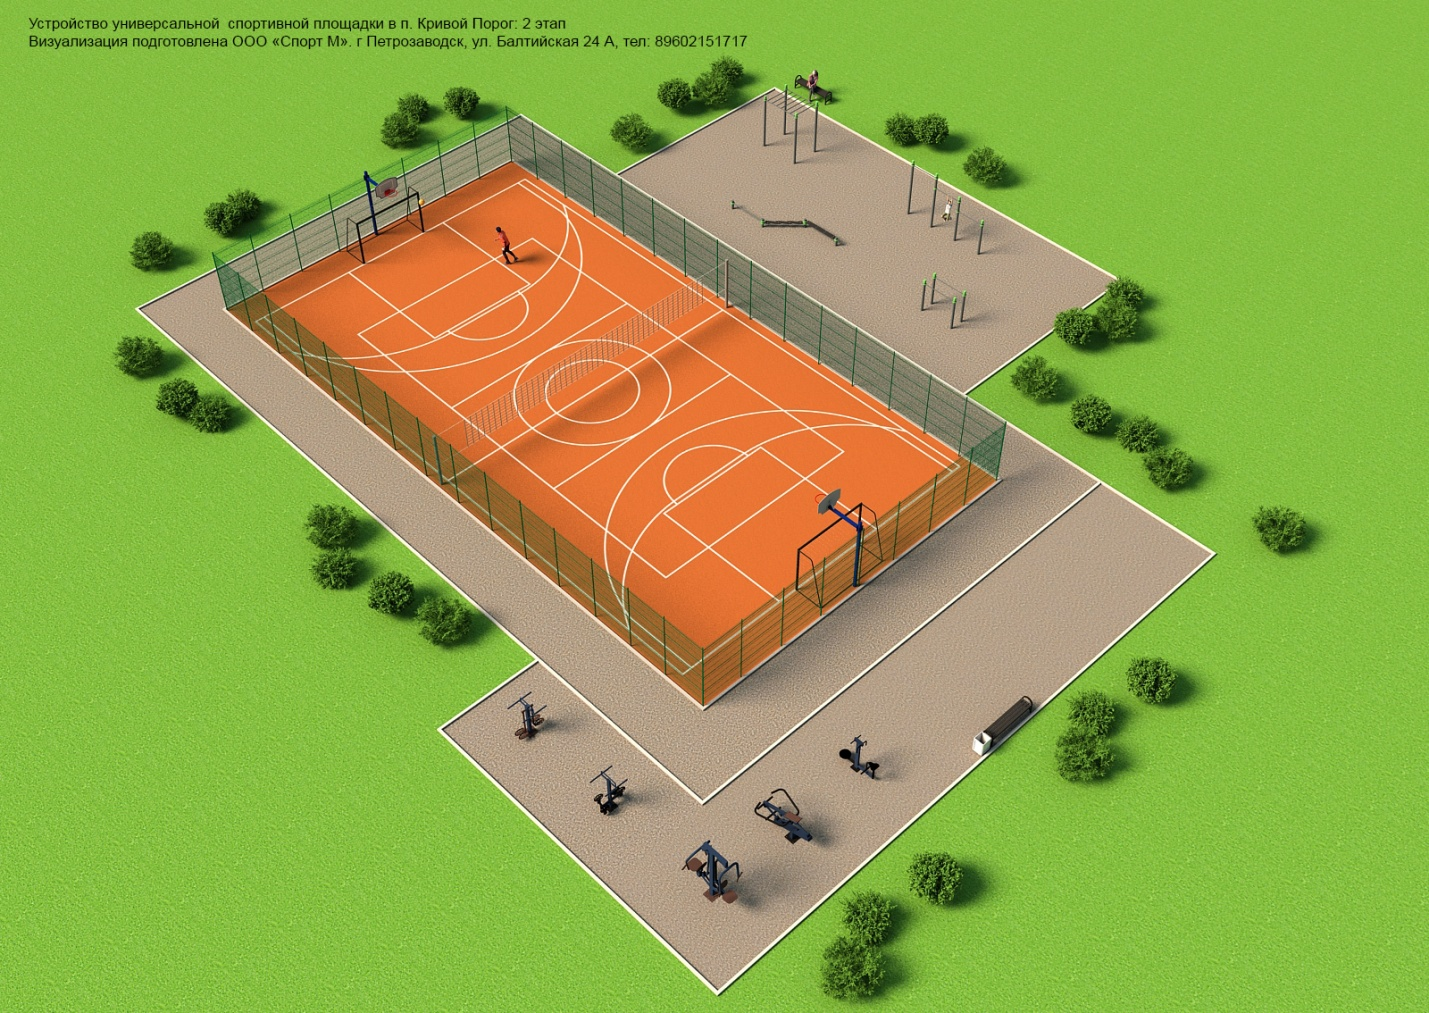 Устройство универсальной  спортивной площадки в п. Кривой Порог: 2 этап
Визуализация подготовлена ООО «Спорт М». г Петрозаводск, ул. Балтийская 24 А, тел: 89602151717